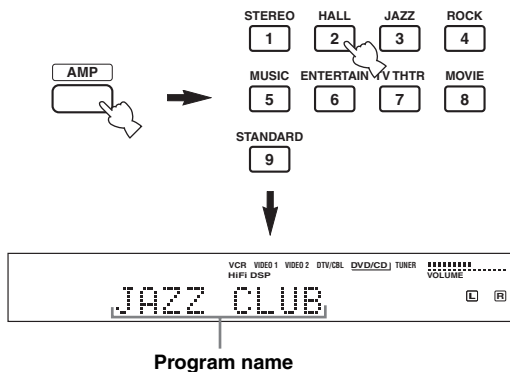 STEREO HALL JAZZ ROCK
1 2 3 4
AMP
MUSIC ENTERTAIN TV THTR MOVIE
5 6 7 8
STANDARD
9
VCR VIDEO 1 VIDEO 2 DTV/CBL DVD/CD TUNER
HiFi DSP VOLUME
JAZZ CLUB L R
Program name